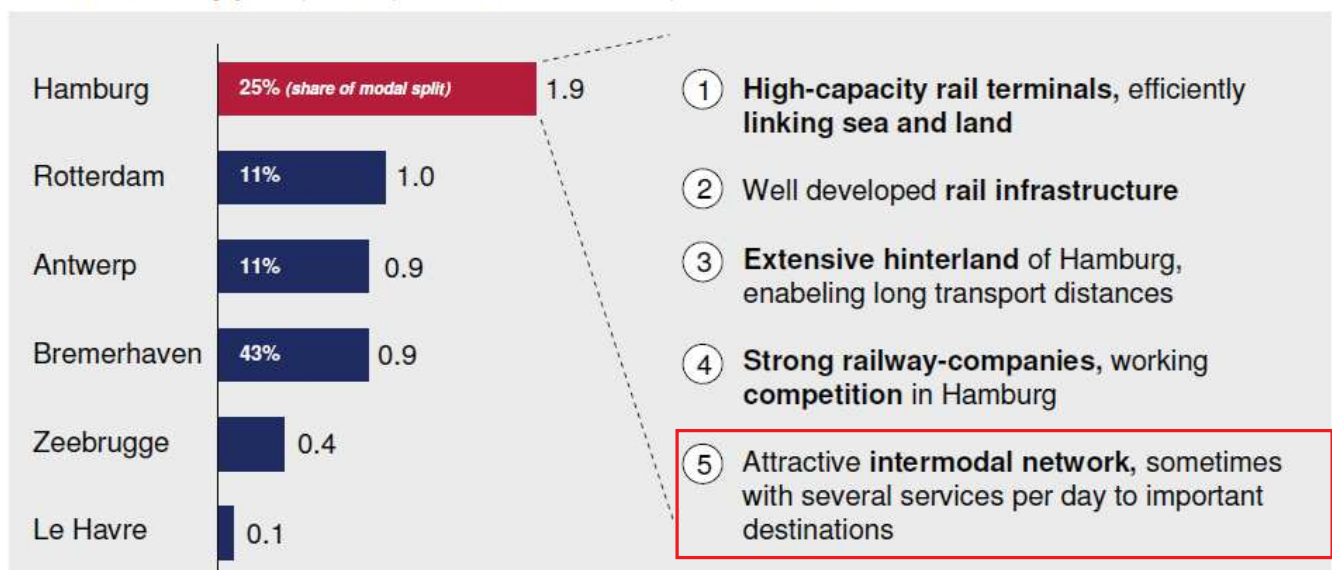 Hamburg 25% (share of modal split) 1.9
Rotterdam 11% 1.0
Antwerp 11% 0.9
Bremerhaven 43% 0.9
Zeebrugge 0.4
Le Havre 0.1
1 High-capacity rail terminals, efficiently
linking sea and land
2 Well developed rail infrastructure
3 Extensive hinterland of Hamburg,
enabeling long transport distances
4 Strong railway-companies, working
competition in Hamburg
5 Attractive intermodal network, sometimes
with several services per day to important
destinations